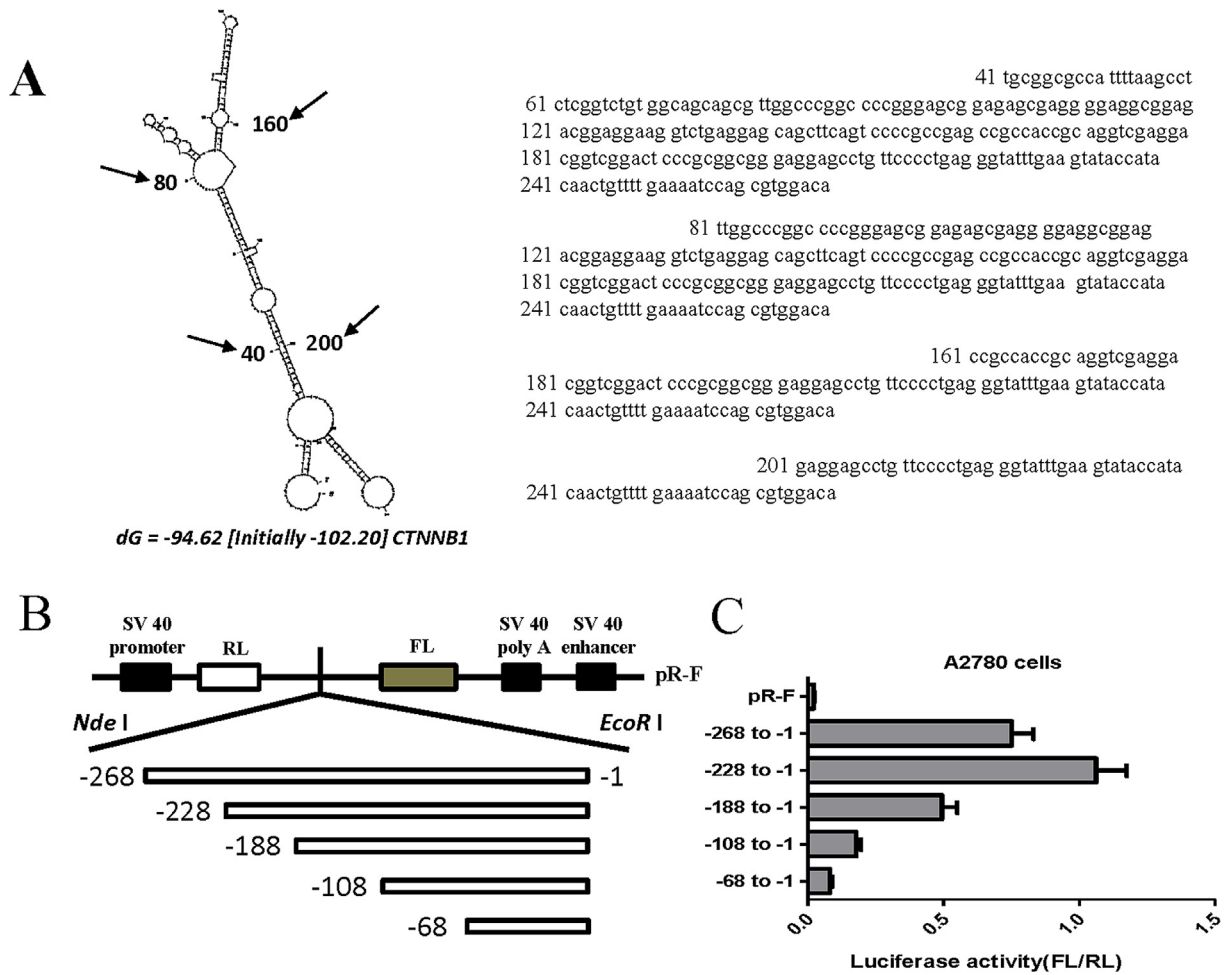 A
160
80
40
200
dG = -94.62 [Initially -102.20] CTNNB1
41 tgcggcgcca ttttaagcct
61 ctcggtctgt ggcagcagcg ttggcccggc cccgggagcg gagagcgagg ggaggcggag
121 acggaggaag gtctgaggag cagcttcagt ccccgccgag ccgccaccgc aggtcgagga
181 cggtcggact cccgcggcgg gaggagcctg ttcccctgag ggtatttgaa gtataccata
241 caactgtttt gaaaatccag cgtggaca
81 ttggcccggc cccgggagcg gagagcgagg ggaggcggag
121 acggaggaag gtctgaggag cagcttcagt ccccgccgag ccgccaccgc aggtcgagga
181 cggtcggact cccgcggcgg gaggagcctg ttcccctgag ggtatttgaa gtataccata
241 caactgtttt gaaaatccag cgtggaca
161 ccgccaccgc aggtcgagga
181 cggtcggact cccgcggcgg gaggagcctg ttcccctgag ggtatttgaa gtataccata
241 caactgtttt gaaaatccag cgtggaca
201 gaggagcctg ttcccctgag ggtatttgaa gtataccata
241 caactgtttt gaaaatccag cgtggaca
B
SV 40 promoter
RL
FL
SV 40 poly A
SV 40 enhancer
pR-F
Nde I
EcoR I
-268
-1
-228
-188
-108
-68
C
A2780 cells
pR-F
-268 to -1
-228 to -1
-188 to -1
-108 to -1
-68 to -1
0.0
0.5
1.0
1.5
Luciferase activity(FL/RL)